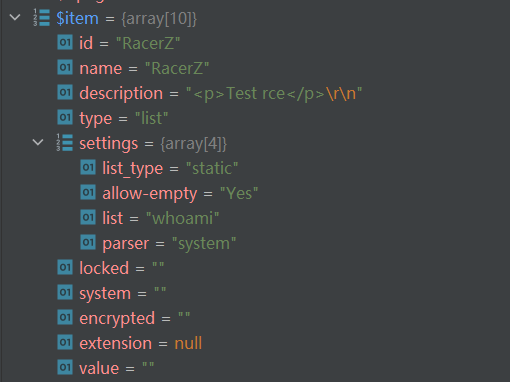 $item = {array[10]}
id = "RacerZ"
name = "RacerZ"
description = "<p>Test rce</p>\r\n"
type = "list"
settings = {array[4]}
list_type = "static"
allow-empty = "Yes"
list = "whoami"
parser = "system"
locked = ""
system = ""
encrypted = ""
extension = null
value = ""